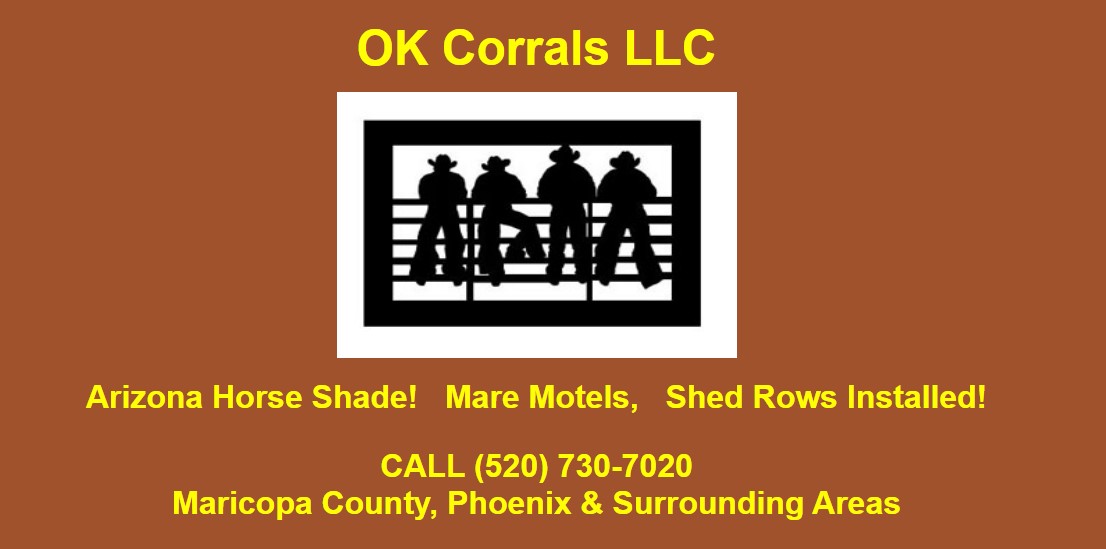 OK Corrals LLC
Arizona Horse Shade! Mare Motels, Shed Rows Installed!
CALL (520) 730-7020
Maricopa County, Phoenix & Surrounding Areas